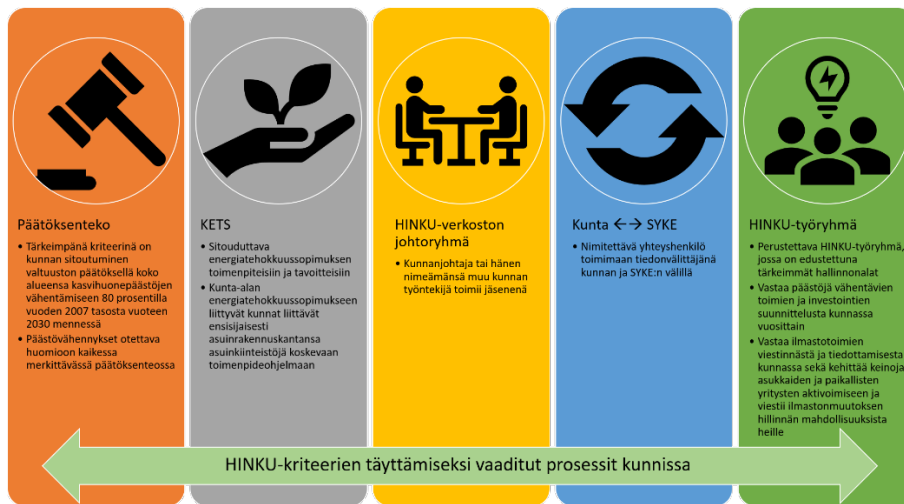 Päätöksenteko
• Tärkeimpänä kriteerinä on
kunnan sitoutuminen
valtuuston päätöksellä koko
alueensa kasvihuonepäästöjen
vähentämiseen 80 prosentilla
vuoden 2007 tasosta vuoteen
2030 mennessä
• Päästövähennykset otettava
huomioon kaikessa
merkittävässä päätöksenteossa
KETS
• Sitouduttava
energiatehokkuussopimuksen
toimenpiteisiin ja tavoitteisiin
• Kunta-alan
energiatehokkuussopimukseen
liittyvät kunnat liittävät
ensisijaisesti
asuinrakennuskantansa
asuinkiinteistöjä koskevaan
toimenpideohjelmaan
HINKU-verkoston
johtoryhmä
• Kunnanjohtaja tai hänen
nimeämänsä muu kunnan
työntekijä toimii jäsenenä
Kunta ←→ SYKE
• Nimitettävä yhteyshenkilö
toimimaan tiedonvälittäjänä
kunnan ja SYKE:n välillä
HINKU-työryhmä
• Perustettava HINKU-työryhmä,
jossa on edustettuna
tärkeimmät hallinnonalat
• Vastaa päästöjä vähentävien
toimien ja investointien
suunnittelusta kunnassa
vuosittain
• Vastaa ilmastotoimien
viestinnästä ja tiedottamisesta
kunnassa sekä kehittää keinoja
asukkaiden ja paikallisten
yritysten aktivoimiseen ja
viestii ilmastonmuutoksen
hillinnän mahdollisuuksista
heille
HINKU-kriteerien täyttämiseksi vaaditut prosessit kunnissa